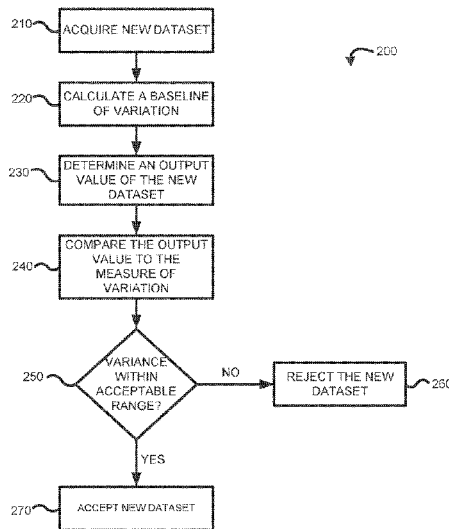 210
ACQUIRE NEW DATASET
200
220
CALCULATE A BASELINE
OF VARIATION
230
DETERMINE AN OUTPUT
VALUE OF THE NEW
DATASET
240
COMPARE THE OUTPUT
VALUE TO THE
MEASURE OF
VARIATION
250
VARIANCE
WITHIN
ACCEPTABLE
RANGE?
NO
REJECT THE NEW
DATASET
260
YES
270
ACCEPT NEW DATASET